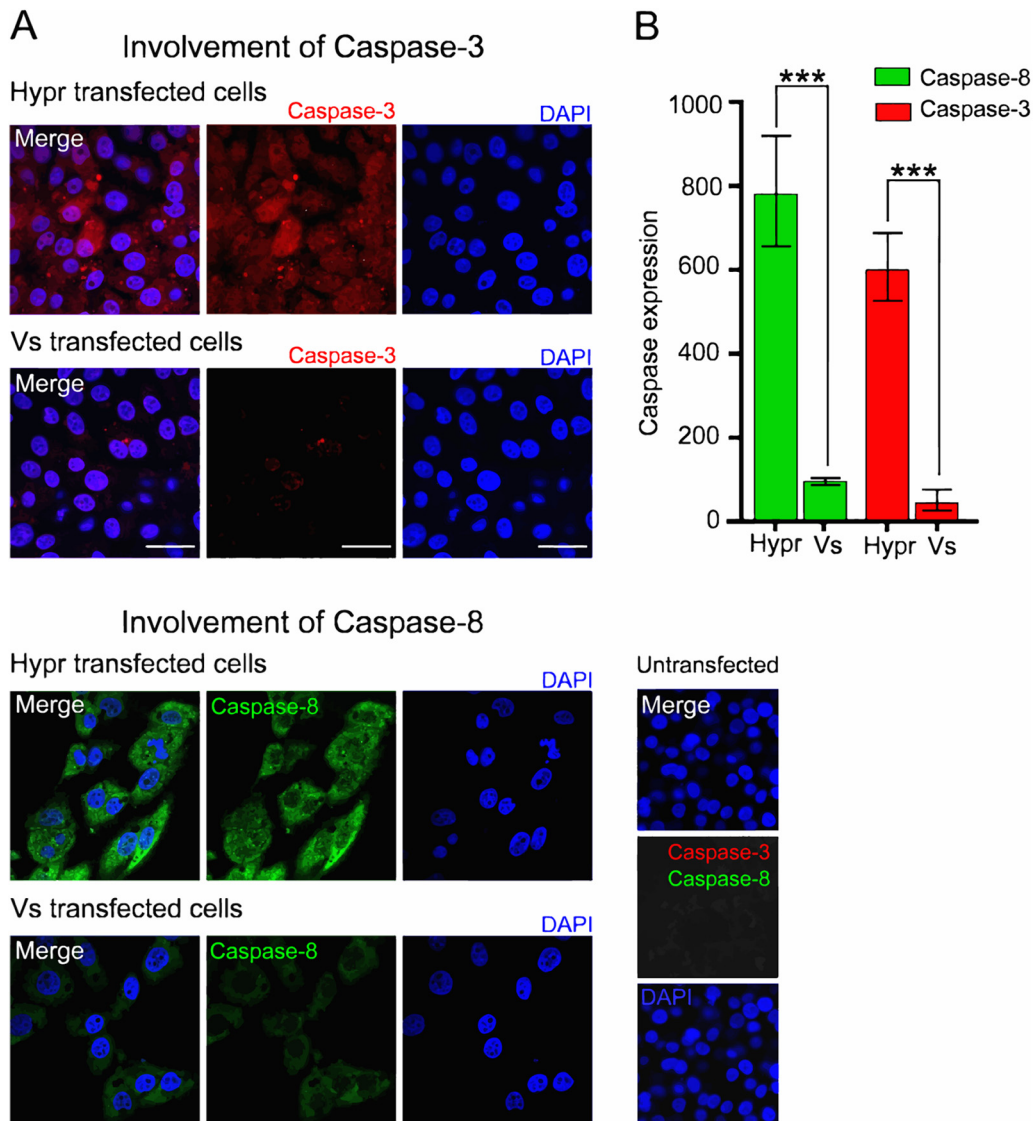 A
Involvement of Caspase-3
Hypr transfected cells
Caspase-3
DAPI
Merge
Vs transfected cells
Caspase-3
DAPI
Merge
Involvement of Caspase-8
Hypr transfected cells
DAPI
Merge
Caspase-8
Vs transfected cells
DAPI
Merge
Caspase-8
B
Caspase-8
Caspase-3
***
***
Caspase expression
1000
800
600
400
200
0
Hypr Vs Hypr Vs
Untransfected
Merge
Caspase-3
Caspase-8
DAPI